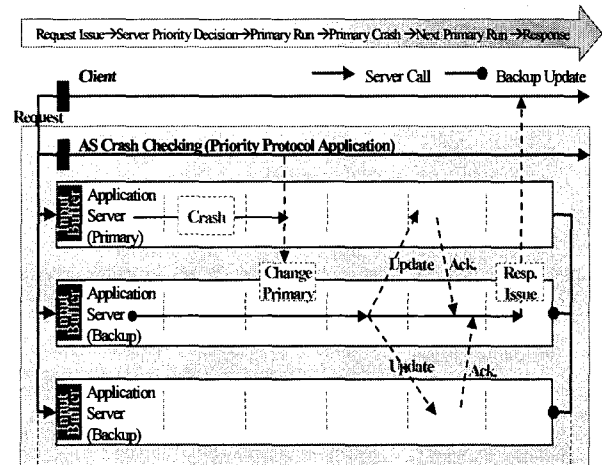 Request Issue→Server Priority Decision→Primary Run→Primary Crash→Next Primary Run→Response
Client
Server Call
Backup Update
Request
AS Crash Checking (Priority Protocol Application)
Input Buffer
Application
Server
(Primary)
Crash
Change
Primary
Update
Ack.
Resp.
Issue
Input Buffer
Application
Server
(Backup)
Update
Ack.
Input Buffer
Application
Server
(Backup)